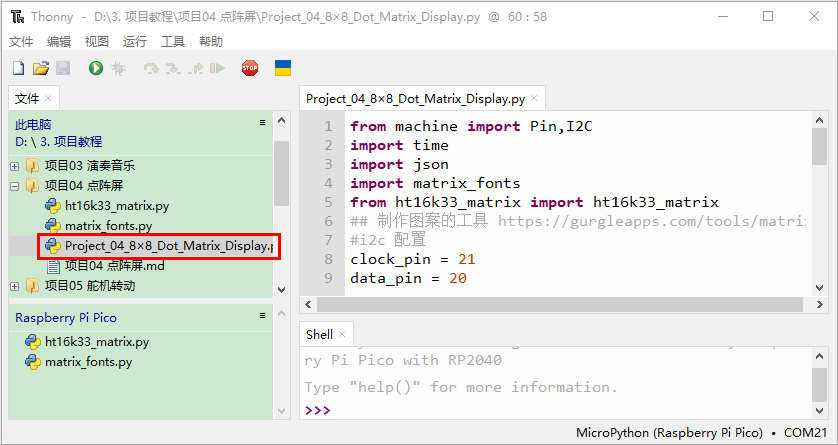 Thonny - D:\3. 项目教程\项目04 点阵屏\Project_04_8×8_Dot_Matrix_Display.py @ 60 : 58
文件 编辑 视图 运行 工具 帮助
STOP
文件 ×
此电脑
D: \ 3. 项目教程
项目03 演奏音乐
项目04 点阵屏
ht16k33_matrix.py
matrix_fonts.py
Project_04_8×8_Dot_Matrix_Display.p
项目04 点阵屏.md
项目05 舵机转动
Raspberry Pi Pico
ht16k33_matrix.py
matrix_fonts.py
Project_04_8×8_Dot_Matrix_Display.py ×
1 from machine import Pin,I2C
2 import time
3 import json
4 import matrix_fonts
5 from ht16k33_matrix import ht16k33_matrix
6 ## 制作图案的工具 https://gurgleapps.com/tools/matri
7 #i2c 配置
8 clock_pin = 21
9 data_pin = 20
Shell ×
ry Pi Pico with RP2040
Type "help()" for more information.
>>>
MicroPython (Raspberry Pi Pico) • COM21